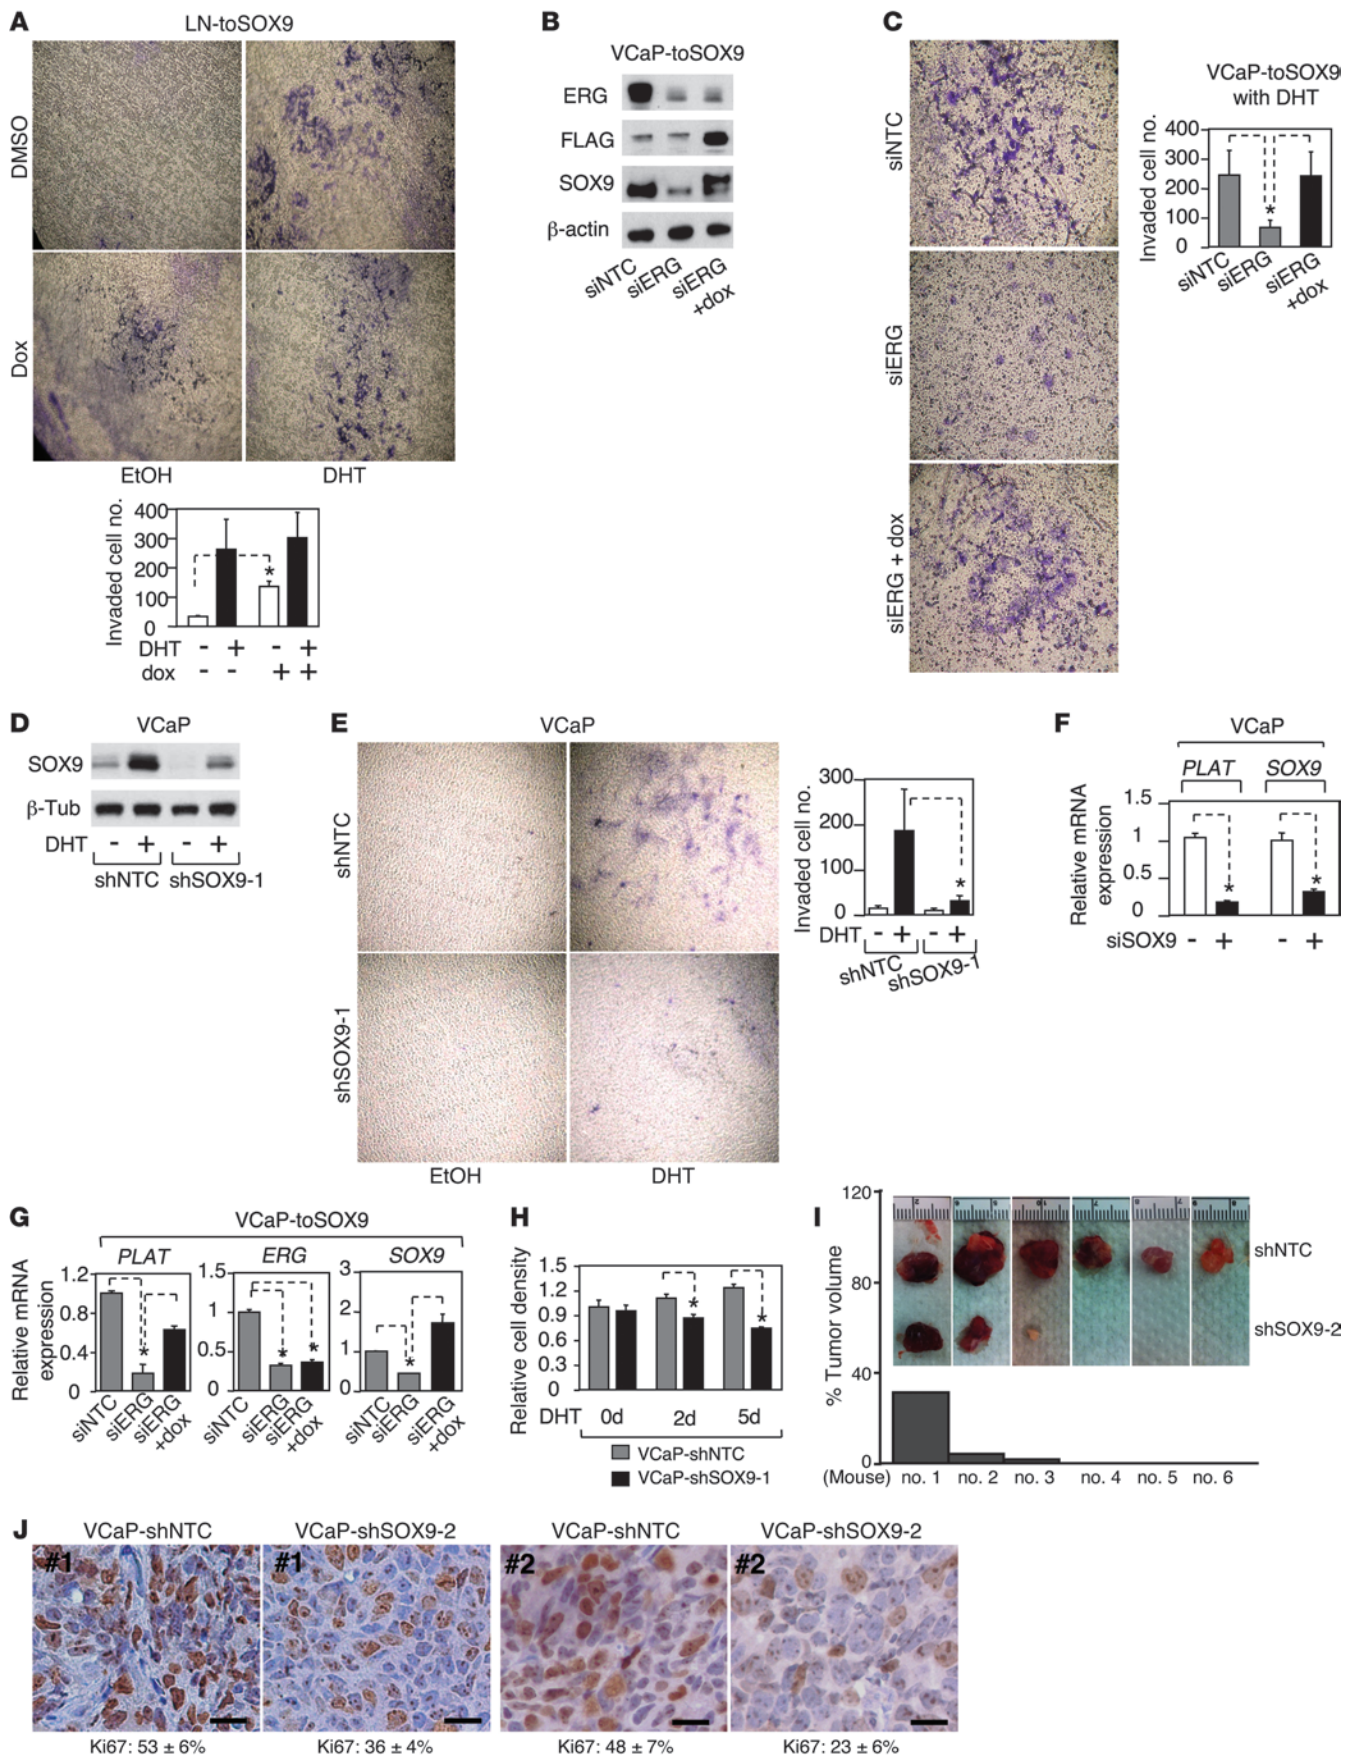 A
LN-toSOX9
DMSO
Dox
EtOH DHT
Invaded cell no.
400
300
200
100
0
DHT - + - +
dox - - + +
B
VCaP-toSOX9
ERG
FLAG
SOX9
β-actin
siNTC siERG siERG +dox
C
siNTC
siERG
siERG + dox
VCaP-toSOX9
with DHT
Invaded cell no.
400
300
200
100
0
*
siNTC siERG siERG +dox
D
VCaP
SOX9
β-Tub
DHT - + - +
shNTC shSOX9-1
E
VCaP
shNTC
shSOX9-1
EtOH DHT
Invaded cell no.
300
200
100
0
*
DHT - + - +
shNTC shSOX9-1
F
VCaP
PLAT SOX9
Relative mRNA
expression
1.5
1
0.5
0
* *
siSOX9 - + - +
G
VCaP-toSOX9
PLAT ERG SOX9
Relative mRNA
expression
1.2
0.8
0.4
0
*
siNTC siERG siERG +dox
1.5
1
0.5
0
* *
siNTC siERG siERG +dox
3
2
1
0
*
siNTC siERG siERG +dox
H
Relative cell density
1.5
1.2
0.9
0.6
0.3
0
* *
DHT 0d 2d 5d
VCaP-shNTC
VCaP-shSOX9-1
I
% Tumor volume
120
80
40
0
shNTC
shSOX9-2
(Mouse) no. 1 no. 2 no. 3 no. 4 no. 5 no. 6
J
VCaP-shNTC VCaP-shSOX9-2 VCaP-shNTC VCaP-shSOX9-2
#1 #1 #2 #2
Ki67: 53 ± 6% Ki67: 36 ± 4% Ki67: 48 ± 7% Ki67: 23 ± 6%